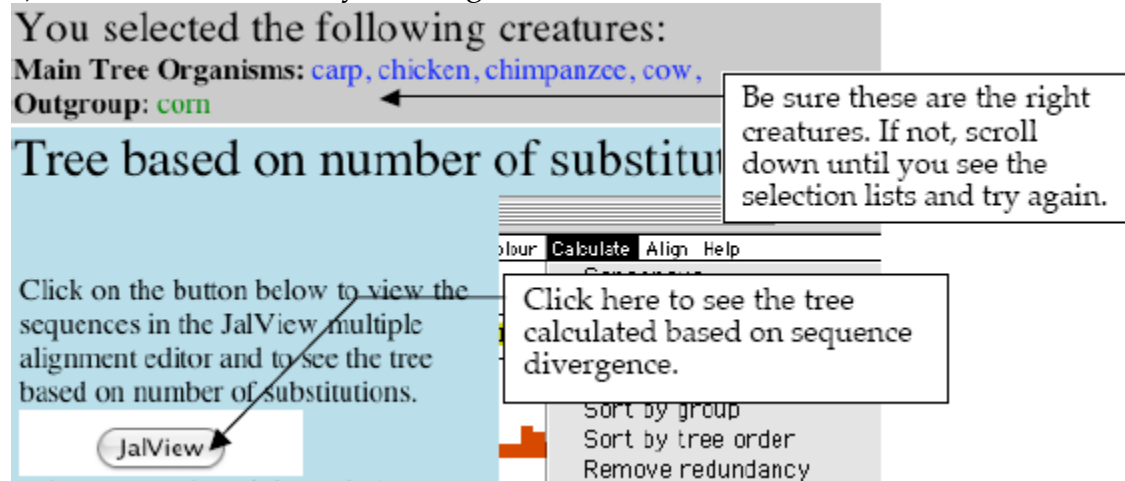 You selected the following creatures:
Main Tree Organisms: carp, chicken, chimpanzee, cow,
Outgroup: corn
Be sure these are the right
creatures. If not, scroll
down until you see the
selection lists and try again.
Tree based on number of
Calculate Align Help
Click on the button below to view the
sequences in the JalView multiple
alignment editor and to see the tree
based on number of substitutions.
JalView
Click here to see the tree
calculated based on sequence
divergence.
Sort by group
Sort by tree order
Remove redundancy